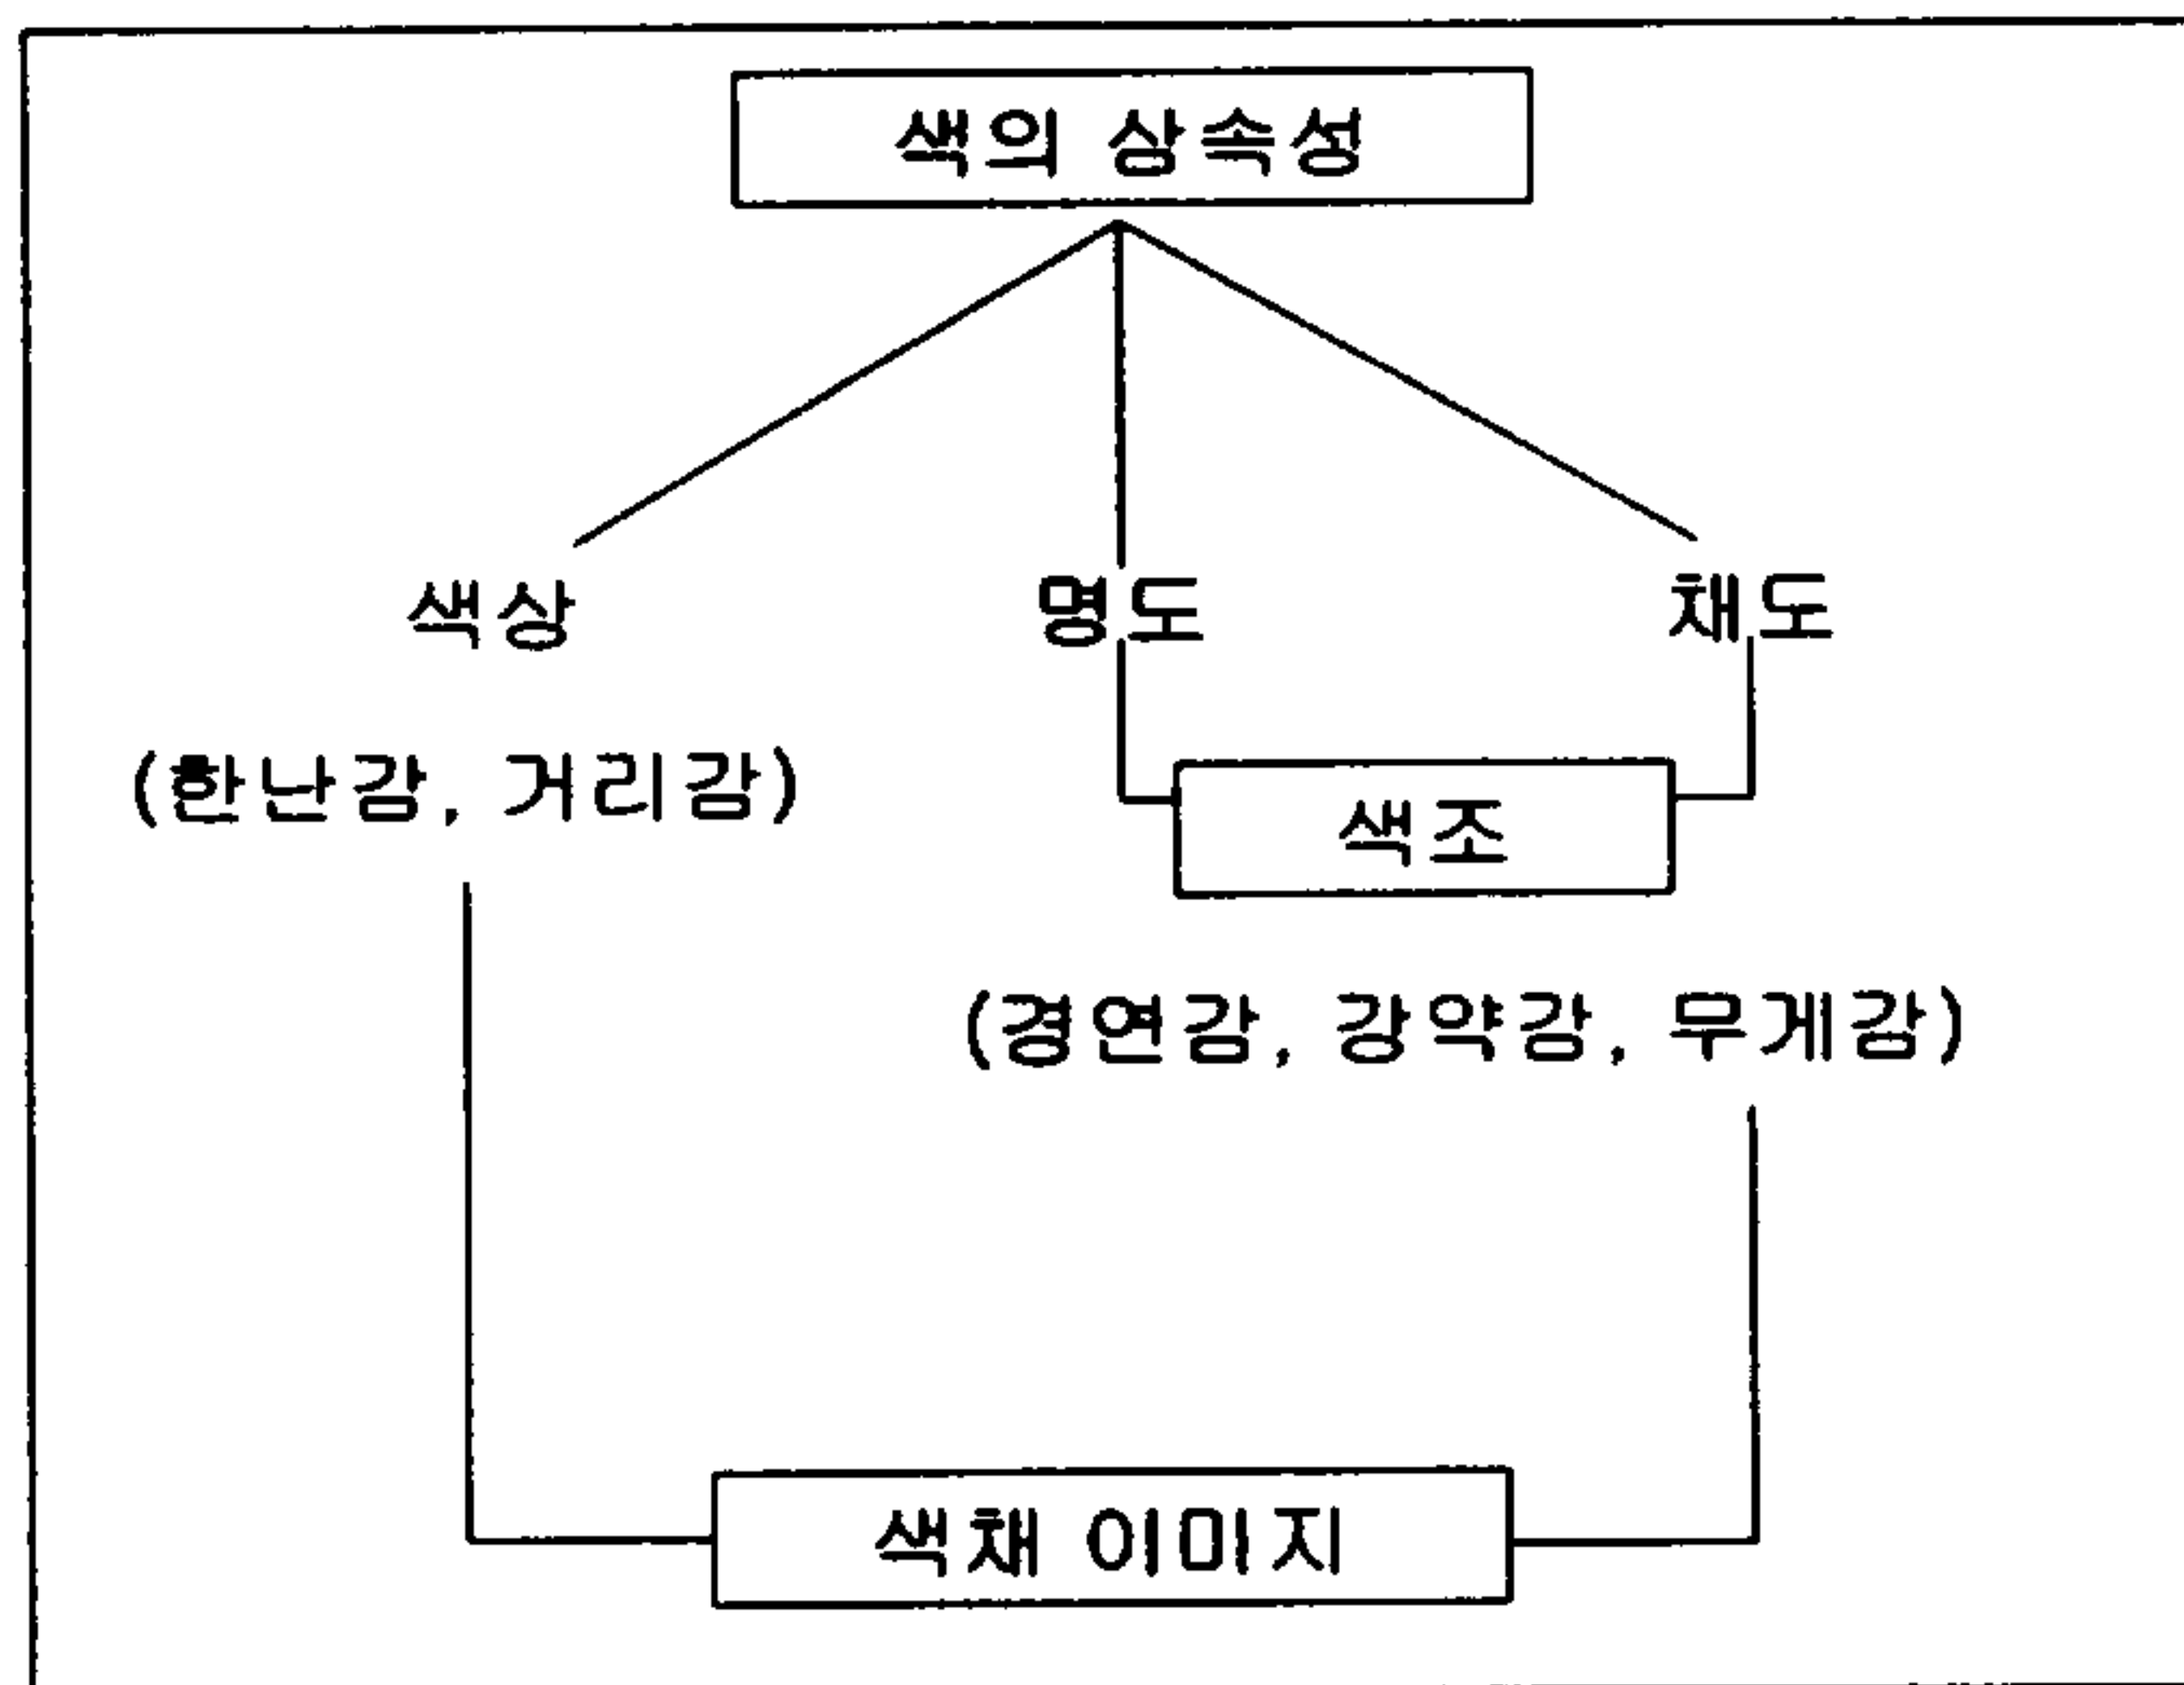 색의 상속성
색상 명도 채도
(한난감, 거리감)
색조
(경연감, 강약감, 무게감)
색채 이미지